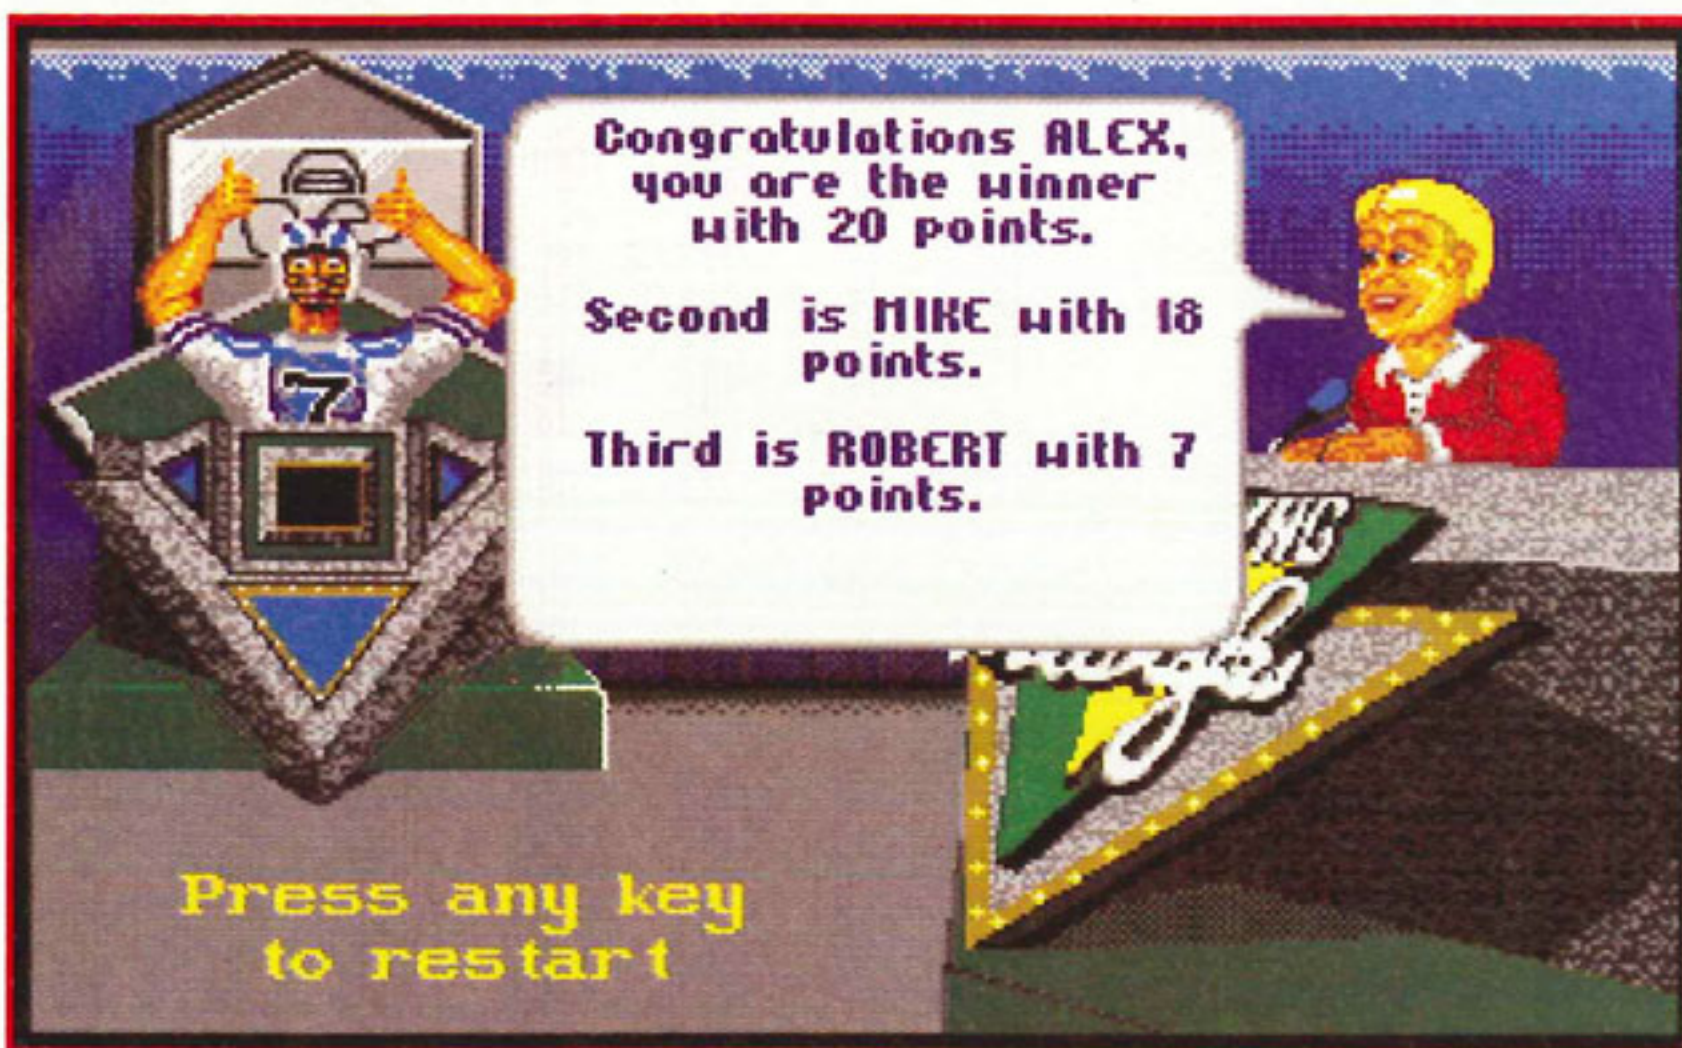 Congratulations ALEX,
you are the winner
with 20 points.
Second is MIKE with 18
points.
Third is ROBERT with 7
points.
7
Press any key
to restart